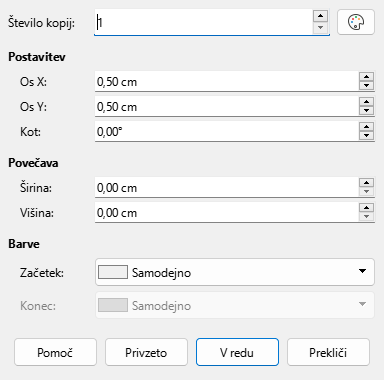 Število kopij: 1
Postavitev
Os X: 0,50 cm
Os Y: 0,50 cm
Kot: 0,00°
Povečava
Širina: 0,00 cm
Višina: 0,00 cm
Barve
Začetek: Samodejno
Konec: Samodejno
Pomoč Privzeto V redu Prekliči